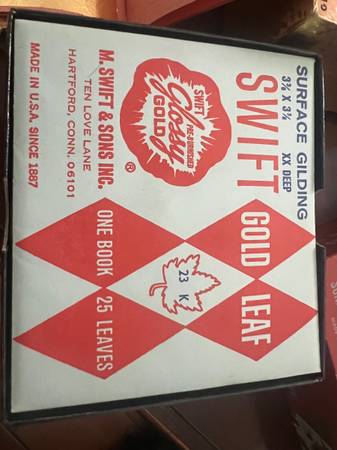 SURFACE GILDING
3⅜ X 3⅜ XX DEEP
SWIFT
GOLD LEAF
23 K
ONE BOOK 25 LEAVES
SWIFT
PRE-BURNISHED
Glossy
GOLD
®
M. SWIFT & SONS INC.
TEN LOVE LANE
HARTFORD, CONN. 06101
MADE IN U.S.A. SINCE 1887